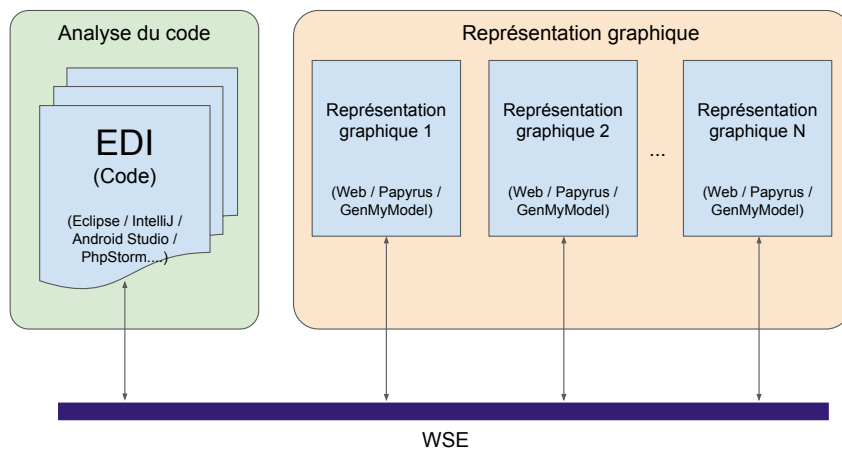 Analyse du code
EDI
(Code)
(Eclipse / IntelliJ /
Android Studio /
PhpStorm....)
Représentation graphique
Représentation
graphique 1
(Web / Papyrus /
GenMyModel)
Représentation
graphique 2
(Web / Papyrus /
GenMyModel)
...
Représentation
graphique N
(Web / Papyrus /
GenMyModel)
WSE